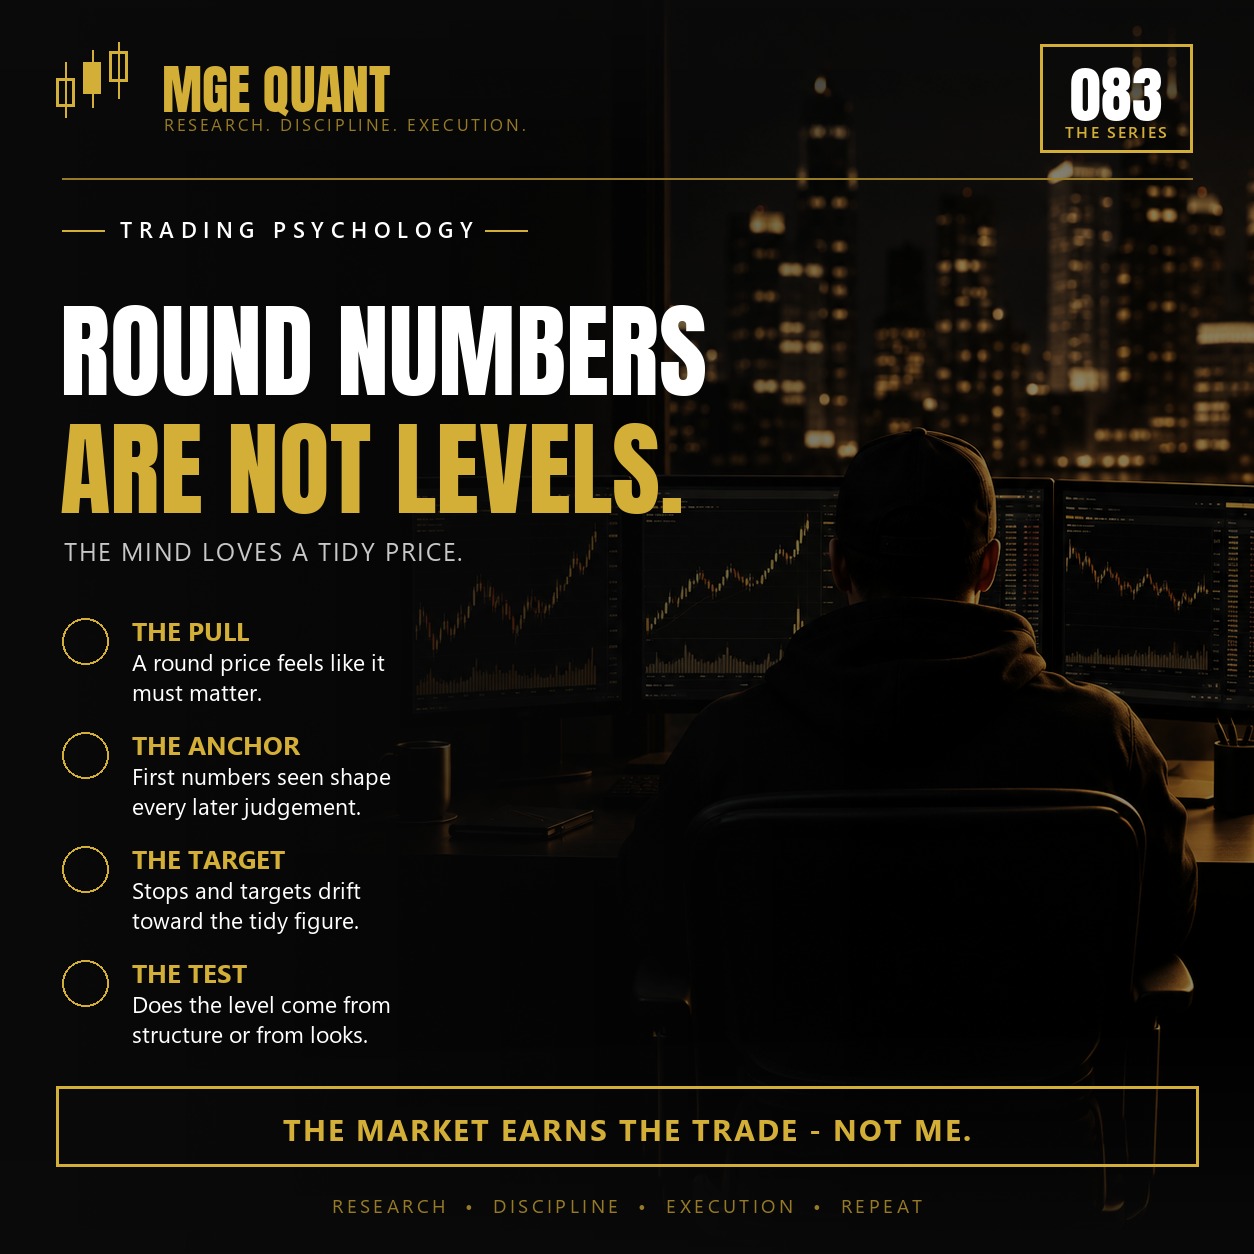 MGE QUANT
RESEARCH. DISCIPLINE. EXECUTION.
083
THE SERIES
TRADING PSYCHOLOGY
ROUND NUMBERS
ARE NOT LEVELS.
THE MIND LOVES A TIDY PRICE.
THE PULL
A round price feels like it
must matter.
THE ANCHOR
First numbers seen shape
every later judgement.
THE TARGET
Stops and targets drift
toward the tidy figure.
THE TEST
Does the level come from
structure or from looks.
THE MARKET EARNS THE TRADE - NOT ME.
RESEARCH • DISCIPLINE • EXECUTION • REPEAT